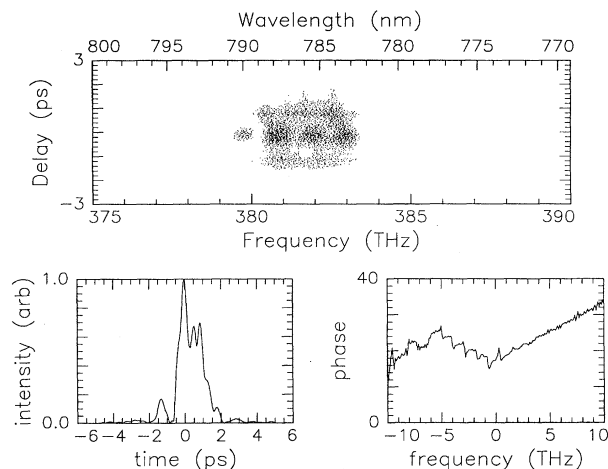 Wavelength (nm)
800 795 790 785 780 775 770
3
Delay (ps)
-3
375 380 385 390
Frequency (THz)
1.0
intensity (arb)
0.0
-6 -4 -2 0 2 4 6
time (ps)
40
phase
0
-10 -5 0 5 10
frequency (THz)